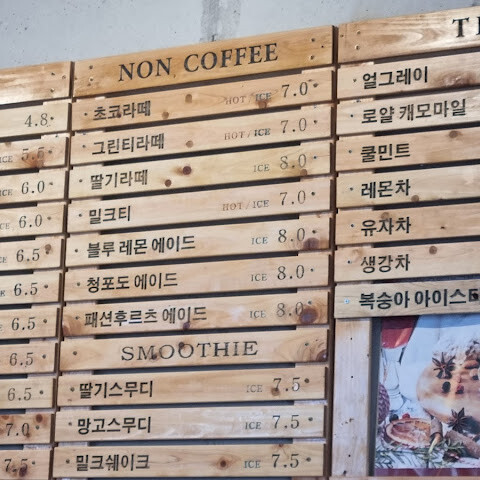 4.8
ICE 5.5
ICE 6.0
ICE 6.0
ICE 6.5
6.5
ICE 6.5
6.5
6.5
7.0
7.5
NON COFFEE
초코라떼 HOT / ICE 7.0
그린티라떼 HOT / ICE 7.0
딸기라떼 ICE 8.0
밀크티 HOT / ICE 7.0
블루 레몬 에이드 ICE 8.0
청포도 에이드 ICE 8.0
패션후르츠 에이드 ICE 8.0
SMOOTHIE
딸기스무디 ICE 7.5
망고스무디 ICE 7.5
밀크쉐이크 ICE 7.5
얼그레이
로얄 캐모마일
쿨민트
레몬차
유자차
생강차
복숭아 아이스